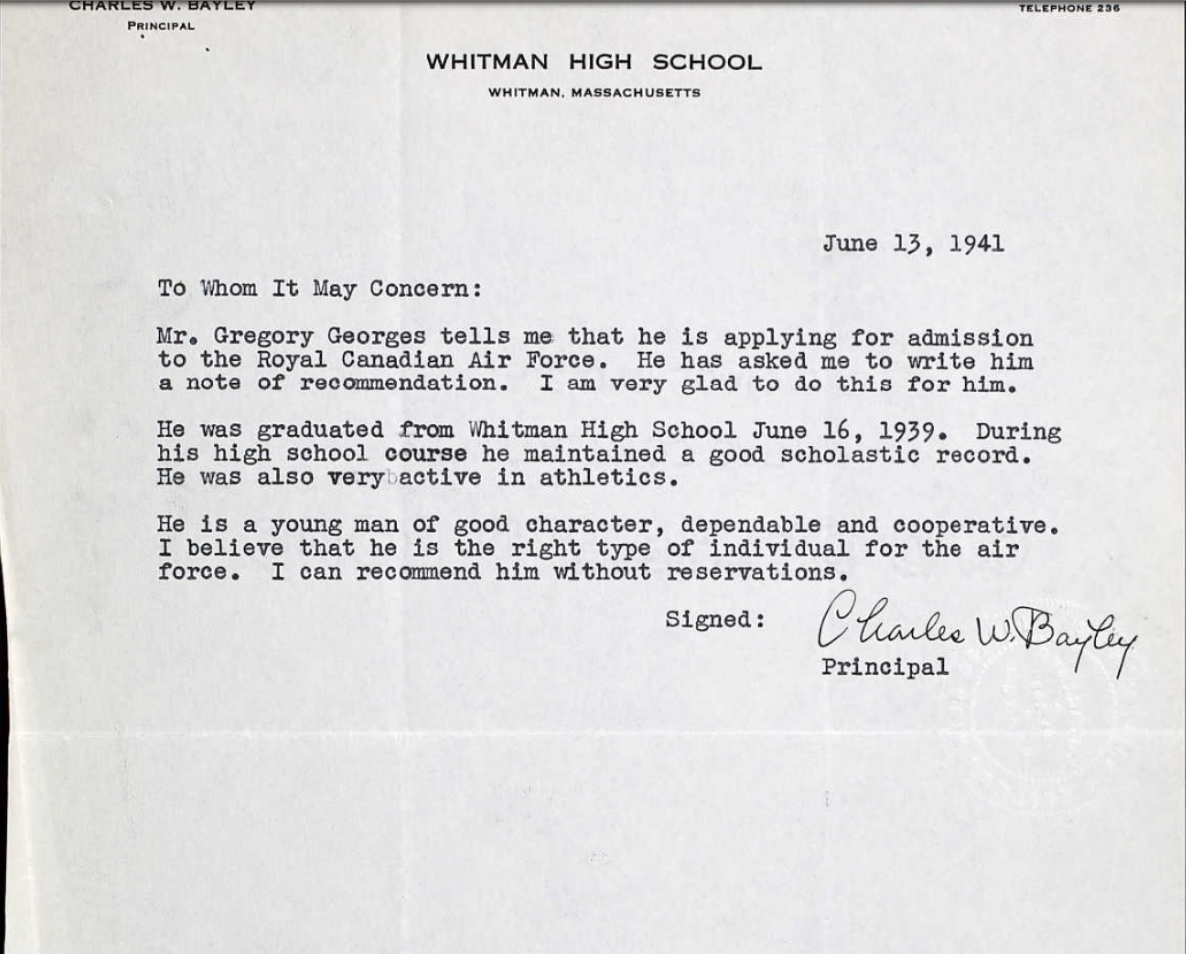 CHARLES W. BAYLEY
PRINCIPAL
TELEPHONE 236
WHITMAN HIGH SCHOOL
WHITMAN, MASSACHUSETTS
June 13, 1941
To Whom It May Concern:
Mr. Gregory Georges tells me that he is applying for admission
to the Royal Canadian Air Force. He has asked me to write him
a note of recommendation. I am very glad to do this for him.
He was graduated from Whitman High School June 16, 1939. During
his high school course he maintained a good scholastic record.
He was also very active in athletics.
He is a young man of good character, dependable and cooperative.
I believe that he is the right type of individual for the air
force. I can recommend him without reservations.
Signed: Charles W. Bayley
Principal